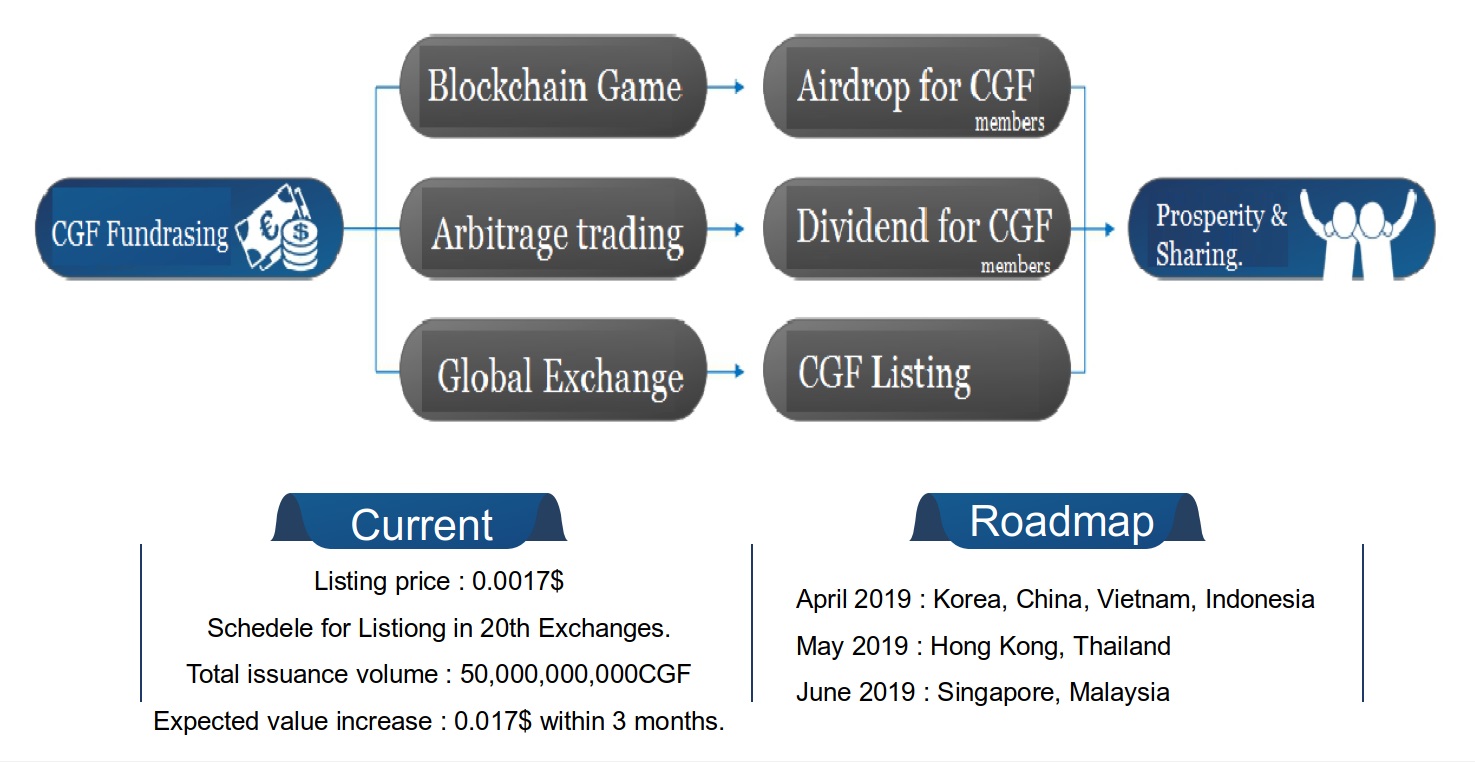 Blockchain Game
Airdrop for CGF
members
CGF Fundrasing
Arbitrage trading
Dividend for CGF
members
Prosperity &
Sharing.
Global Exchange
CGF Listing
Current
Listing price : 0.0017$
Schedele for Listiong in 20th Exchanges.
Total issuance volume : 50,000,000,000CGF
Expected value increase : 0.017$ within 3 months.
Roadmap
April 2019 : Korea, China, Vietnam, Indonesia
May 2019 : Hong Kong, Thailand
June 2019 : Singapore, Malaysia